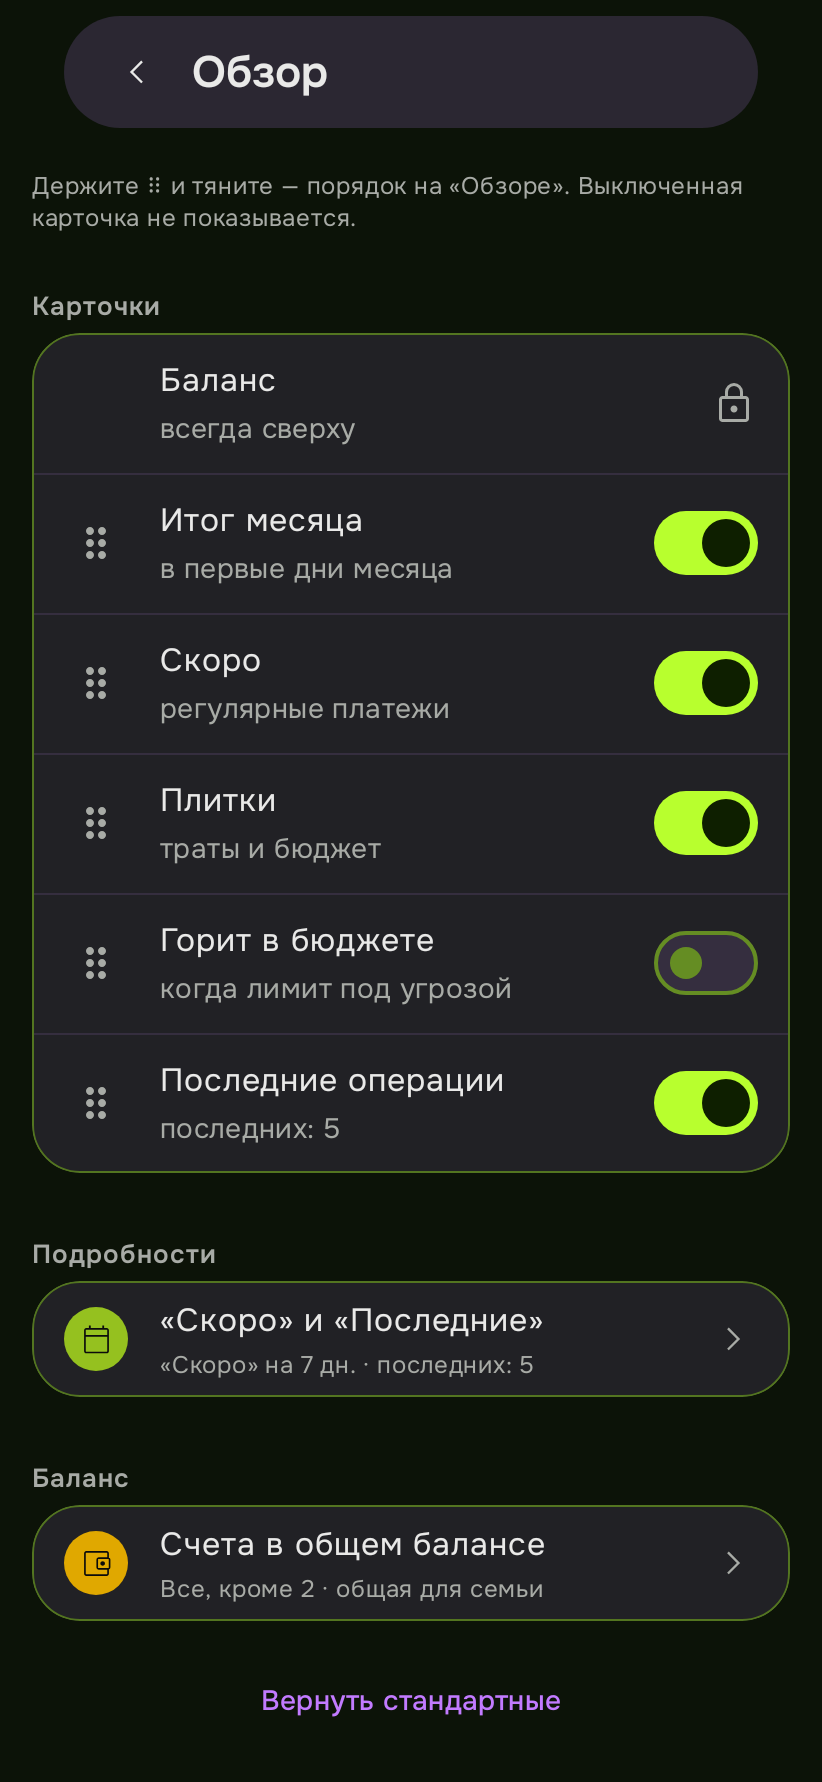 Обзор
Держите ⠿ и тяните — порядок на «Обзоре». Выключенная
карточка не показывается.
Карточки
Баланс
всегда сверху
Итог месяца
в первые дни месяца
Скоро
регулярные платежи
Плитки
траты и бюджет
Горит в бюджете
когда лимит под угрозой
Последние операции
последних: 5
Подробности
«Скоро» и «Последние»
«Скоро» на 7 дн. · последних: 5
Баланс
Счета в общем балансе
Все, кроме 2 · общая для семьи
Вернуть стандартные